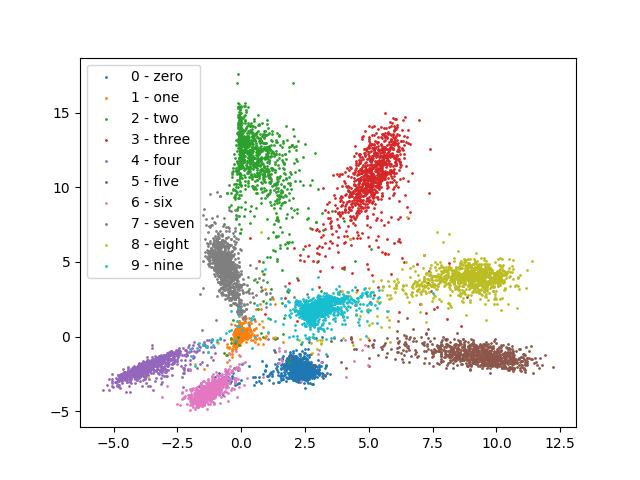 0 - zero
1 - one
2 - two
3 - three
4 - four
5 - five
6 - six
7 - seven
8 - eight
9 - nine
15
10
5
0
−5
−5.0 −2.5 0.0 2.5 5.0 7.5 10.0 12.5